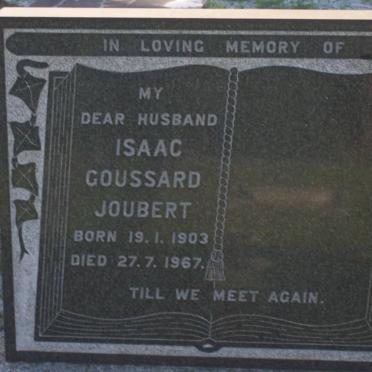 IN LOVING MEMORY OF
MY
DEAR HUSBAND
ISAAC
GOUSSARD
JOUBERT
BORN 19.1.1903
DIED 27.7.1967.
TILL WE MEET AGAIN.